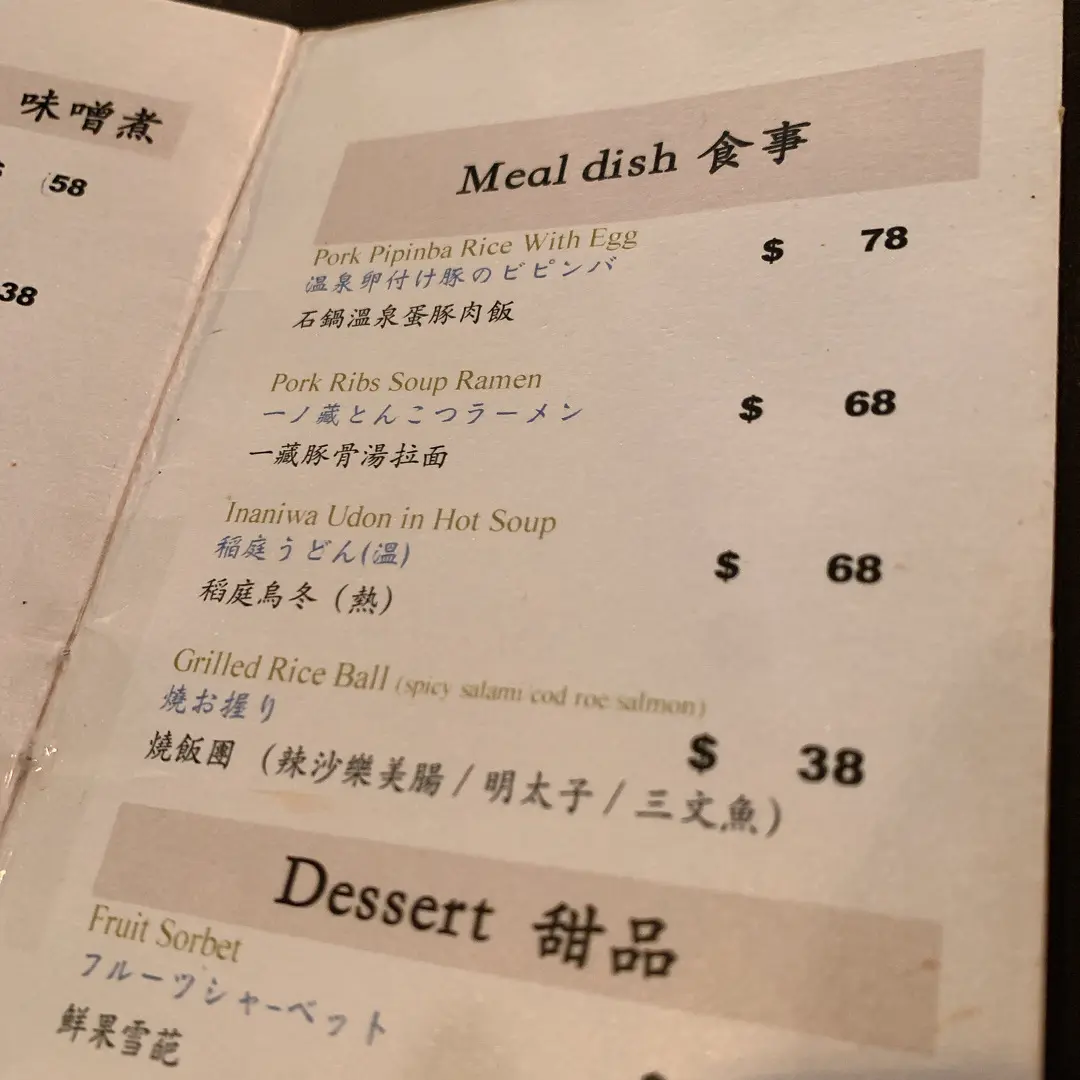 味噌煮
58
38
Meal dish 食事
Pork Pipinba Rice With Egg
温泉卵付け豚のビピンバ
$ 78
石鍋溫泉蛋豚肉飯
Pork Ribs Soup Ramen
一ノ藏とんこつラーメン
$ 68
一藏豚骨湯拉面
Inaniwa Udon in Hot Soup
稲庭うどん(温)
$ 68
稻庭烏冬（熱）
Grilled Rice Ball (spicy salami cod roe salmon)
燒お握り
$ 38
燒飯團（辣沙樂美腸 / 明太子 / 三文魚）
Dessert 甜品
Fruit Sorbet
フルーツシャーベット
鮮果雪葩